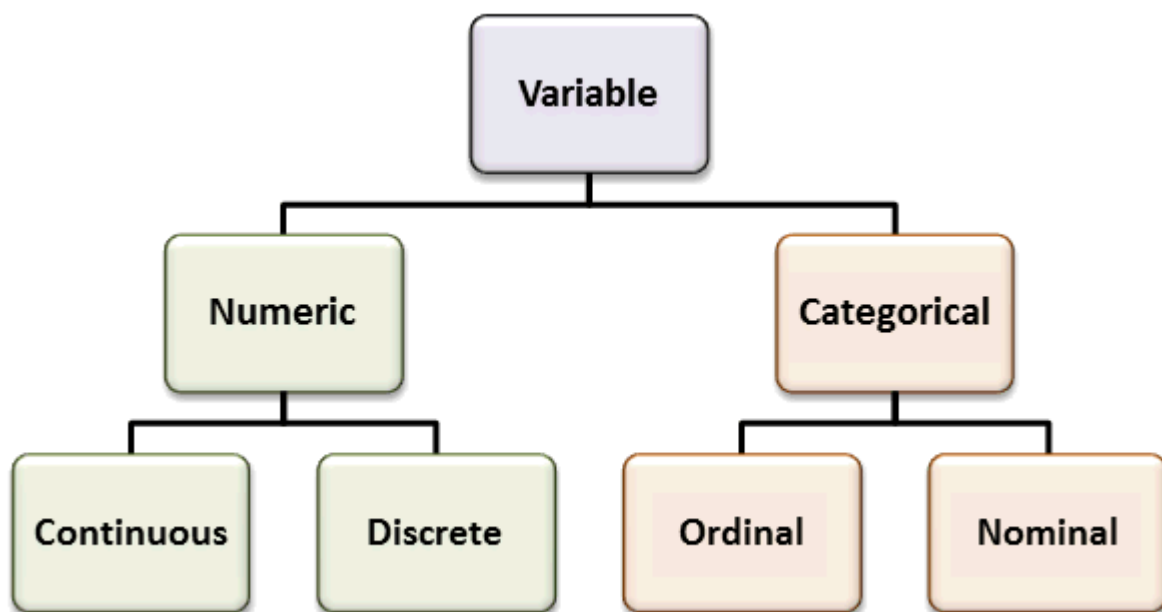 Variable
Numeric
Categorical
Continuous
Discrete
Ordinal
Nominal